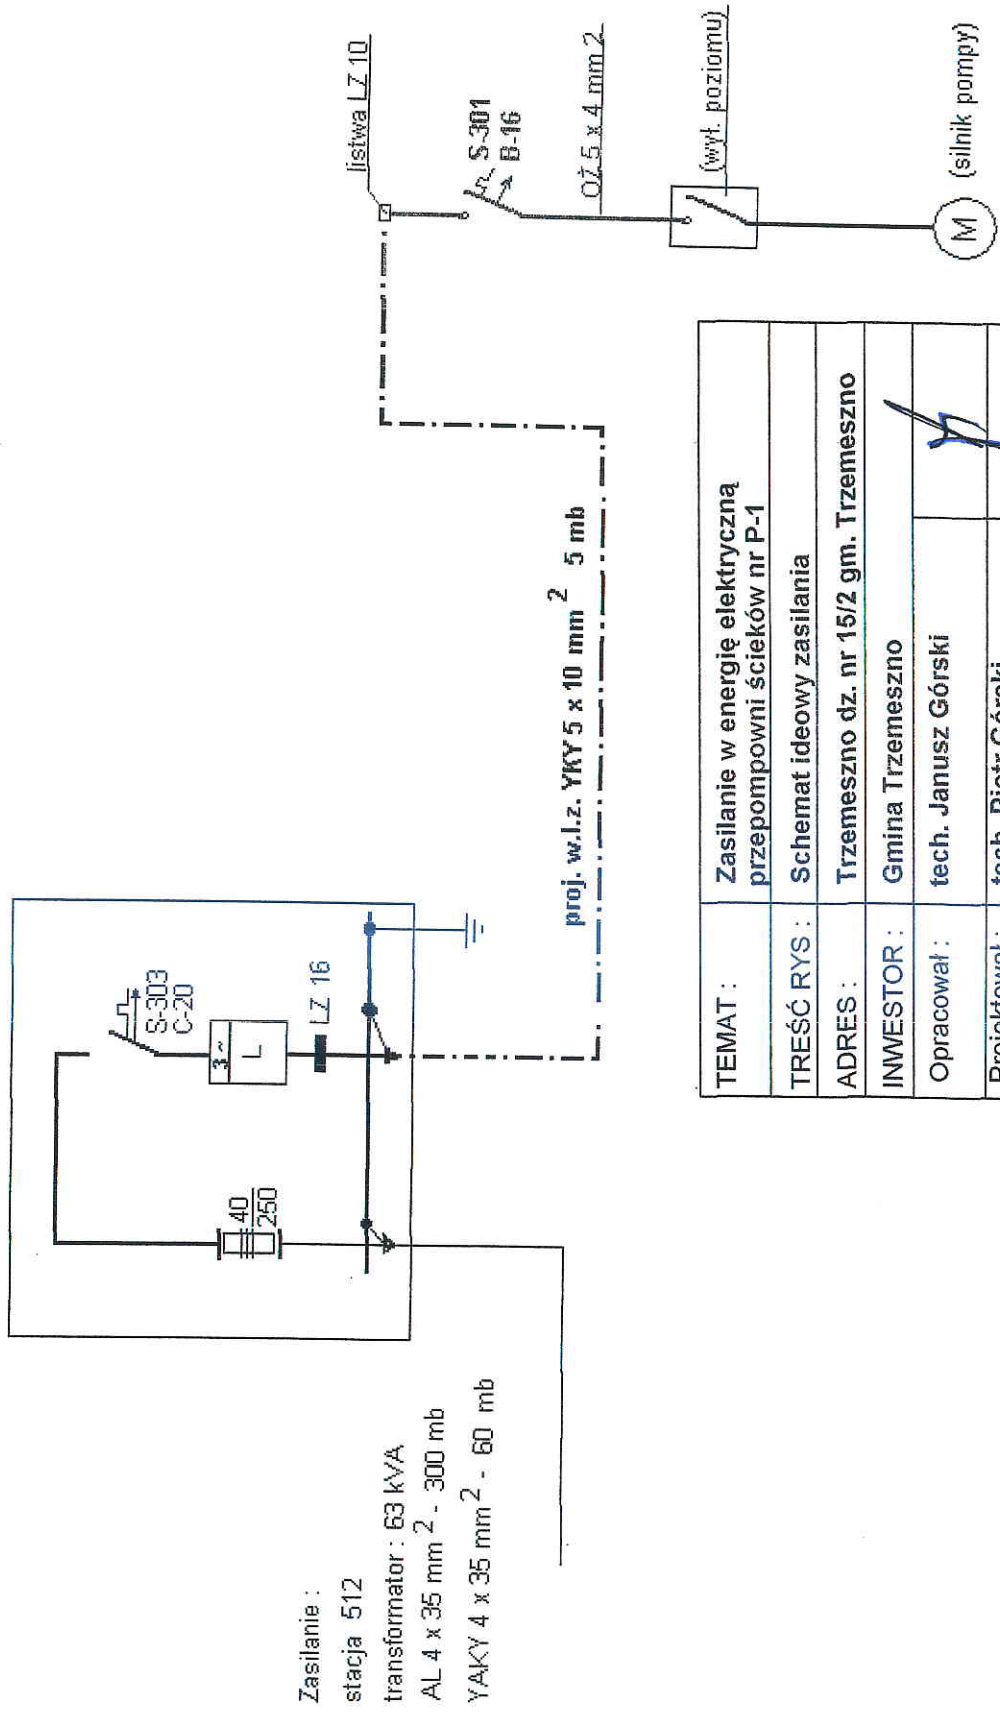 Zasilanie :
stacja 512
transformator : 63 kVA
AL 4 x 35 mm 2 - 300 mb
YAKY 4 x 35 mm 2 - 60 mb
40
250
S-303
C-20
3 ~
L
LZ 16
proj. w.l.z. YKY 5 x 10 mm 2 5 mb
listwa LZ 10
S-301
B-16
OŻ 5 x 4 mm 2
(wył. poziomu)
M (silnik pompy)
TEMAT : Zasilanie w energię elektryczną
przepompowni ścieków nr P-1
TREŚĆ RYS : Schemat ideowy zasilania
ADRES : Trzemeszno dz. nr 15/2 gm. Trzemeszno
INWESTOR : Gmina Trzemeszno
Opracował : tech. Janusz Górski
Projektował : tech. Piotr Górski